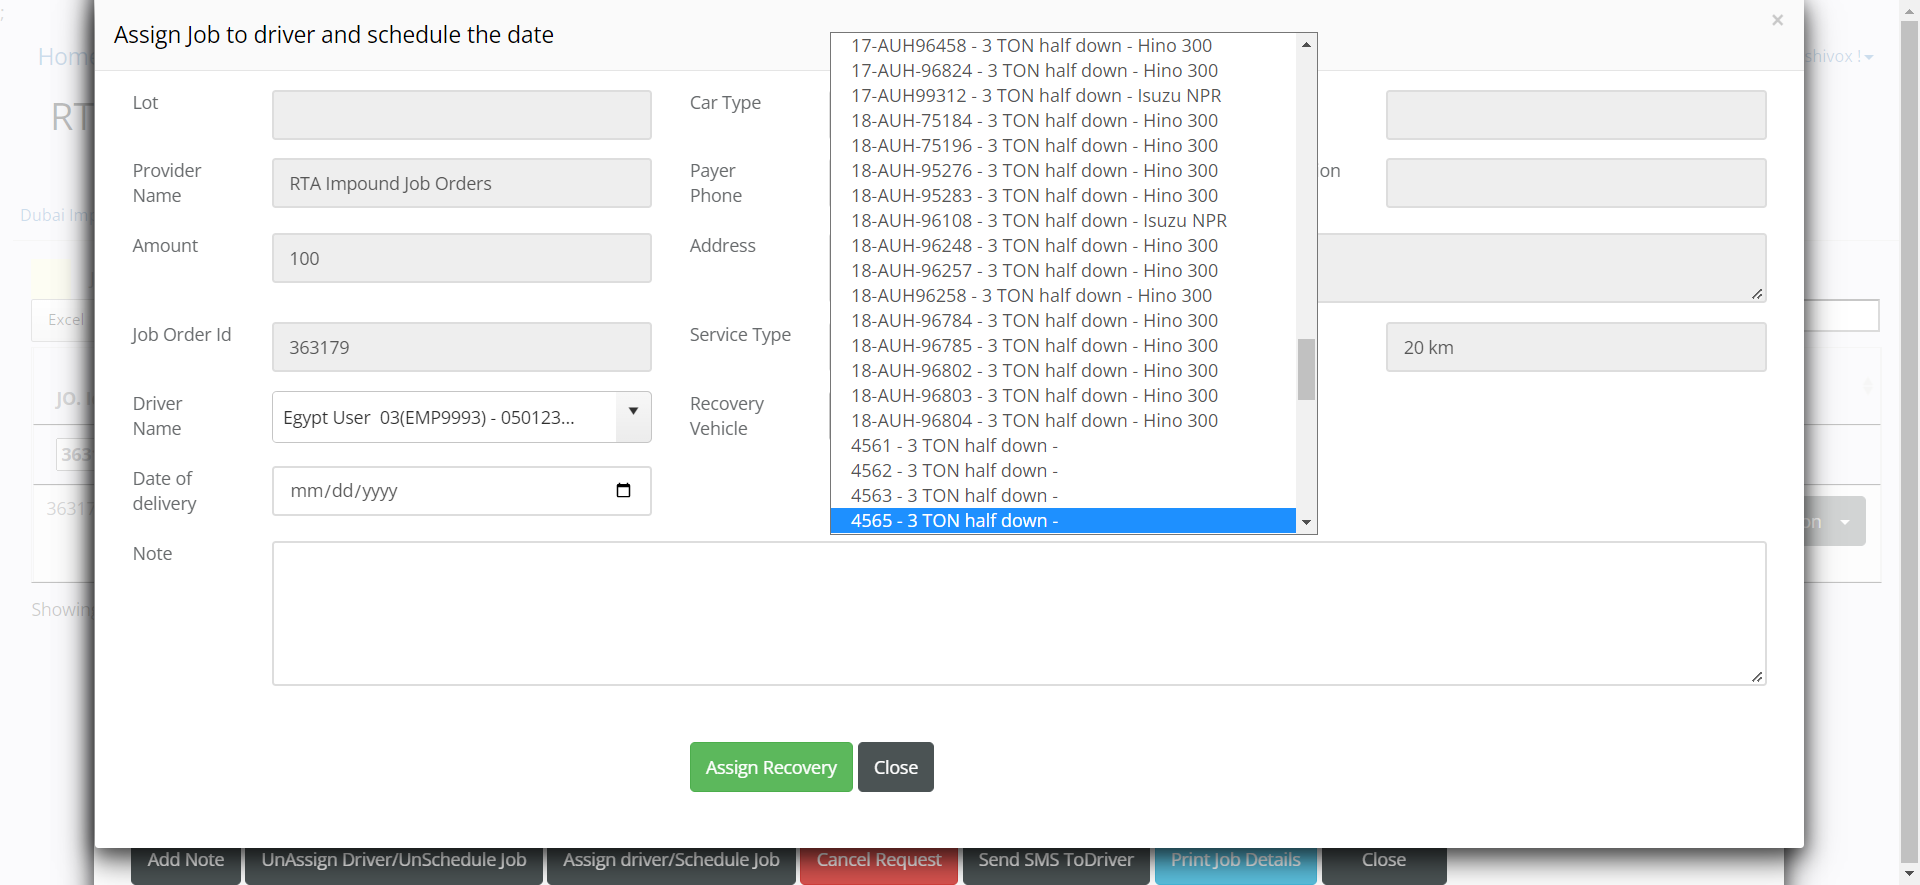 ;
Assign Job to driver and schedule the date
×
Home
shivox !
RT
Lot
Car Type
Provider Name
RTA Impound Job Orders
Payer Phone
on
Dubai Im
Amount
100
Address
Excel
Job Order Id
363179
Service Type
20 km
JO. I
Driver Name
Egypt User 03(EMP9993) - 050123...
Recovery Vehicle
363
Date of delivery
mm/dd/yyyy
3631
on
Note
Showing
17-AUH96458 - 3 TON half down - Hino 300
17-AUH-96824 - 3 TON half down - Hino 300
17-AUH99312 - 3 TON half down - Isuzu NPR
18-AUH-75184 - 3 TON half down - Hino 300
18-AUH-75196 - 3 TON half down - Hino 300
18-AUH-95276 - 3 TON half down - Hino 300
18-AUH-95283 - 3 TON half down - Hino 300
18-AUH-96108 - 3 TON half down - Isuzu NPR
18-AUH-96248 - 3 TON half down - Hino 300
18-AUH-96257 - 3 TON half down - Hino 300
18-AUH96258 - 3 TON half down - Hino 300
18-AUH-96784 - 3 TON half down - Hino 300
18-AUH-96785 - 3 TON half down - Hino 300
18-AUH-96802 - 3 TON half down - Hino 300
18-AUH-96803 - 3 TON half down - Hino 300
18-AUH-96804 - 3 TON half down - Hino 300
4561 - 3 TON half down -
4562 - 3 TON half down -
4563 - 3 TON half down -
4565 - 3 TON half down -
Assign Recovery
Close
Add Note
UnAssign Driver/UnSchedule Job
Assign driver/Schedule Job
Cancel Request
Send SMS ToDriver
Print Job Details
Close